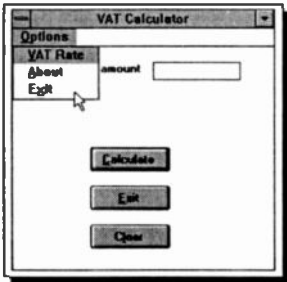 VAT Calculator
Options
VAT Rate
About
Exit
amount
Calculate
Exit
Clear